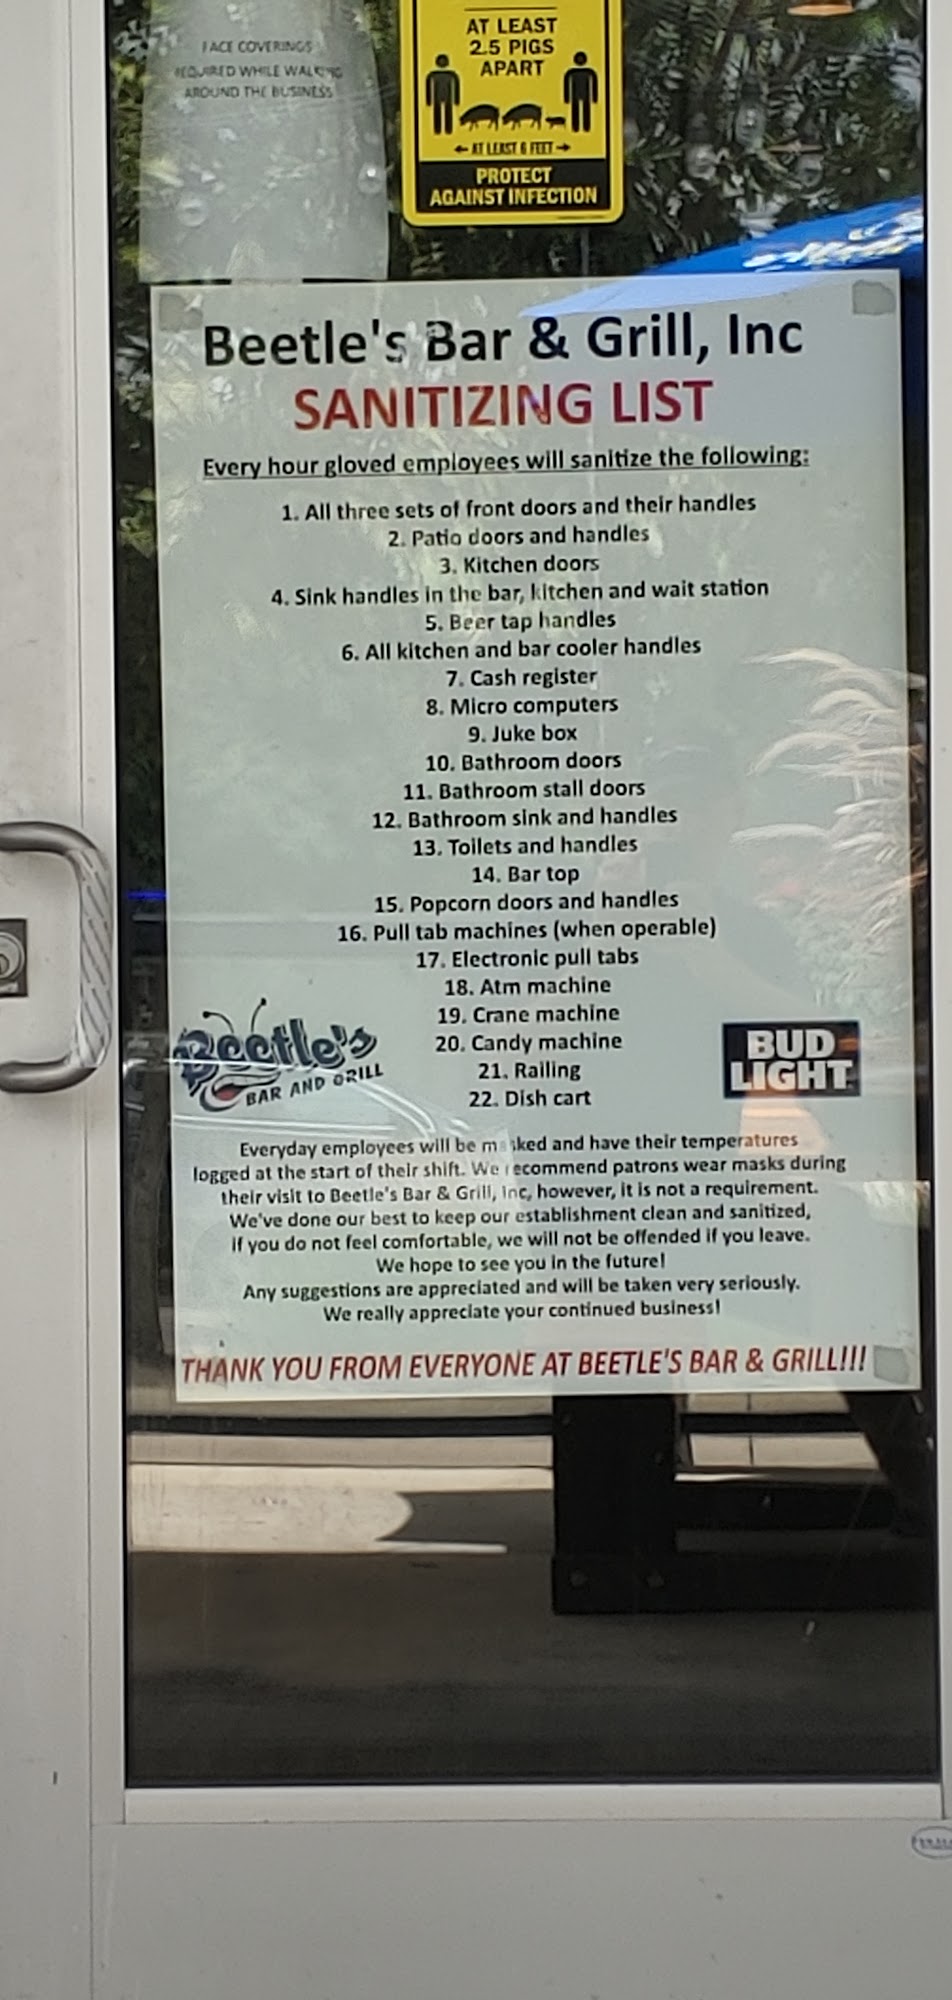 FACE COVERINGS
REQUIRED WHILE WALKING
AROUND THE BUSINESS
AT LEAST
2.5 PIGS
APART
← AT LEAST 6 FEET →
PROTECT
AGAINST INFECTION
Beetle's Bar & Grill, Inc
SANITIZING LIST
Every hour gloved employees will sanitize the following:
1. All three sets of front doors and their handles
2. Patio doors and handles
3. Kitchen doors
4. Sink handles in the bar, kitchen and wait station
5. Beer tap handles
6. All kitchen and bar cooler handles
7. Cash register
8. Micro computers
9. Juke box
10. Bathroom doors
11. Bathroom stall doors
12. Bathroom sink and handles
13. Toilets and handles
14. Bar top
15. Popcorn doors and handles
16. Pull tab machines (when operable)
17. Electronic pull tabs
18. Atm machine
19. Crane machine
20. Candy machine
21. Railing
22. Dish cart
Beetle's
BAR AND GRILL
BUD
LIGHT
Everyday employees will be masked and have their temperatures
logged at the start of their shift. We recommend patrons wear masks during
their visit to Beetle's Bar & Grill, Inc, however, it is not a requirement.
We've done our best to keep our establishment clean and sanitized,
if you do not feel comfortable, we will not be offended if you leave.
We hope to see you in the future!
Any suggestions are appreciated and will be taken very seriously.
We really appreciate your continued business!
THANK YOU FROM EVERYONE AT BEETLE'S BAR & GRILL!!!